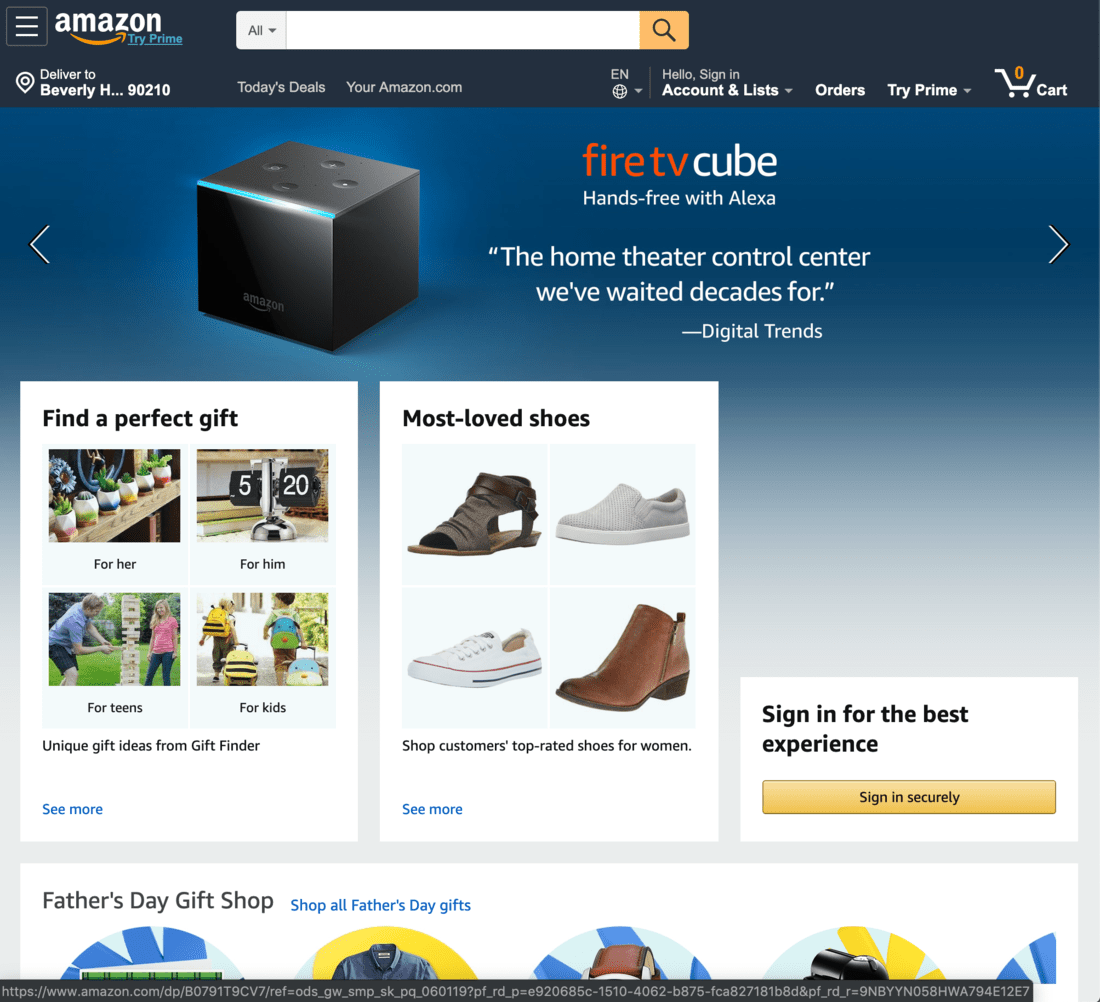 amazon
Try Prime
All
Deliver to
Beverly H... 90210
Today's Deals
Your Amazon.com
EN
Hello, Sign in
Account & Lists
Orders
Try Prime
0
Cart
fire tv cube
Hands-free with Alexa
“The home theater control center
we've waited decades for.”
—Digital Trends
amazon
Find a perfect gift
5 20
For her
For him
For teens
For kids
Unique gift ideas from Gift Finder
See more
Most-loved shoes
Shop customers' top-rated shoes for women.
See more
Sign in for the best
experience
Sign in securely
Father's Day Gift Shop
Shop all Father's Day gifts
https://www.amazon.com/dp/B0791T9CV7/ref=ods_gw_smp_sk_pq_060119?pf_rd_p=e920685c-1510-4062-b875-fca827181b8d&pf_rd_r=9NBYYN058HWA794E12E7